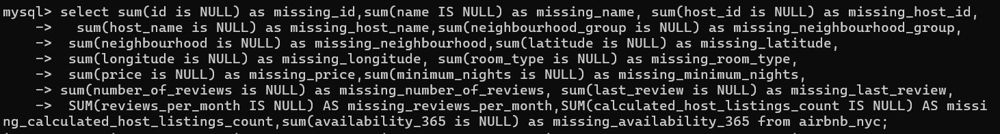 mysql> select sum(id is NULL) as missing_id,sum(name IS NULL) as missing_name, sum(host_id is NULL) as missing_host_id,
    ->   sum(host_name is NULL) as missing_host_name,sum(neighbourhood_group is NULL) as missing_neighbourhood_group,
    ->  sum(neighbourhood is NULL) as missing_neighbourhood,sum(latitude is NULL) as missing_latitude,
    ->  sum(longitude is NULL) as missing_longitude, sum(room_type is NULL) as missing_room_type,
    ->  sum(price is NULL) as missing_price,sum(minimum_nights is NULL) as missing_minimum_nights,
    -> sum(number_of_reviews is NULL) as missing_number_of_reviews, sum(last_review is NULL) as missing_last_review,
    ->  SUM(reviews_per_month IS NULL) AS missing_reviews_per_month,SUM(calculated_host_listings_count IS NULL) AS missi
ng_calculated_host_listings_count,sum(availability_365 is NULL) as missing_availability_365 from airbnb_nyc;